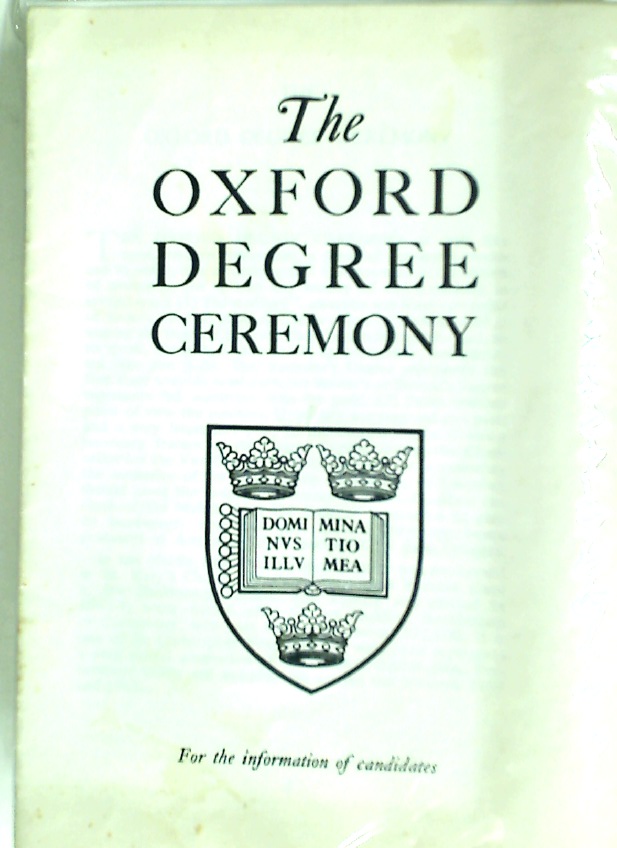 The
OXFORD
DEGREE
CEREMONY
DOMI MINA
NVS TIO
ILLV MEA
For the information of candidates